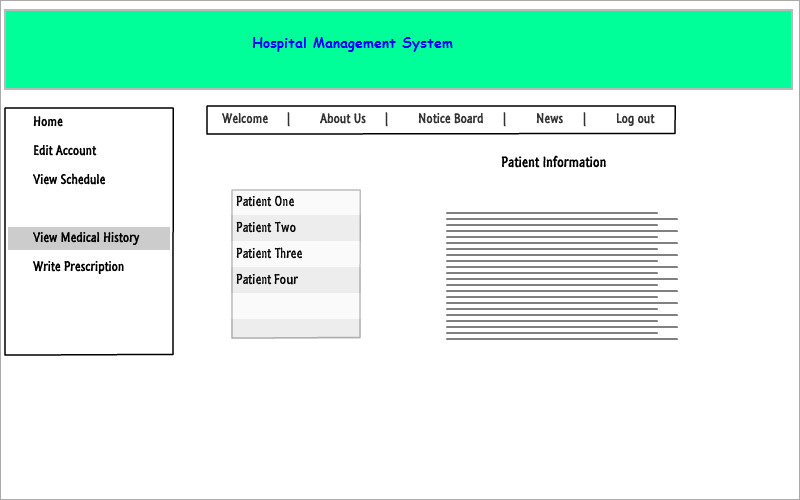 Hospital Management System
Welcome | About Us | Notice Board | News | Log out
Home
Edit Account
View Schedule
View Medical History
Write Prescription
Patient One
Patient Two
Patient Three
Patient Four
Patient Information